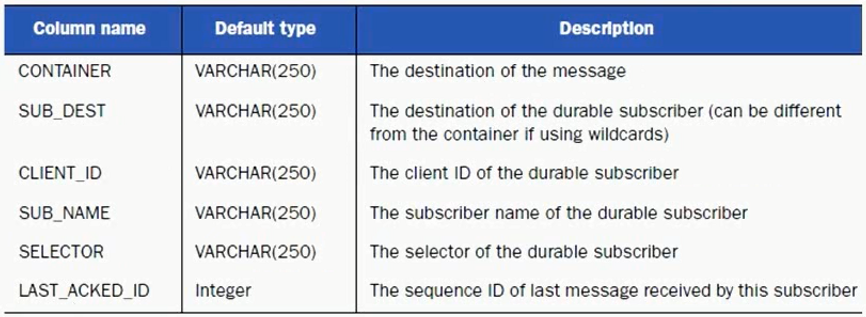 Column name Default type Description
CONTAINER VARCHAR(250) The destination of the message
SUB_DEST VARCHAR(250) The destination of the durable subscriber (can be different
from the container if using wildcards)
CLIENT_ID VARCHAR(250) The client ID of the durable subscriber
SUB_NAME VARCHAR(250) The subscriber name of the durable subscriber
SELECTOR VARCHAR(250) The selector of the durable subscriber
LAST_ACKED_ID Integer The sequence ID of last message received by this subscriber